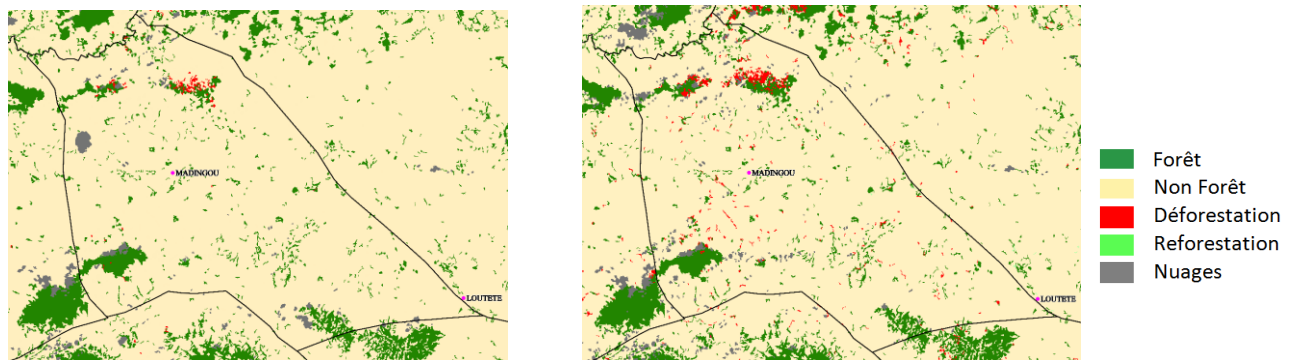 MADINGOU
LOUTETE
MADINGOU
LOUTETE
Forêt
Non Forêt
Déforestation
Reforestation
Nuages